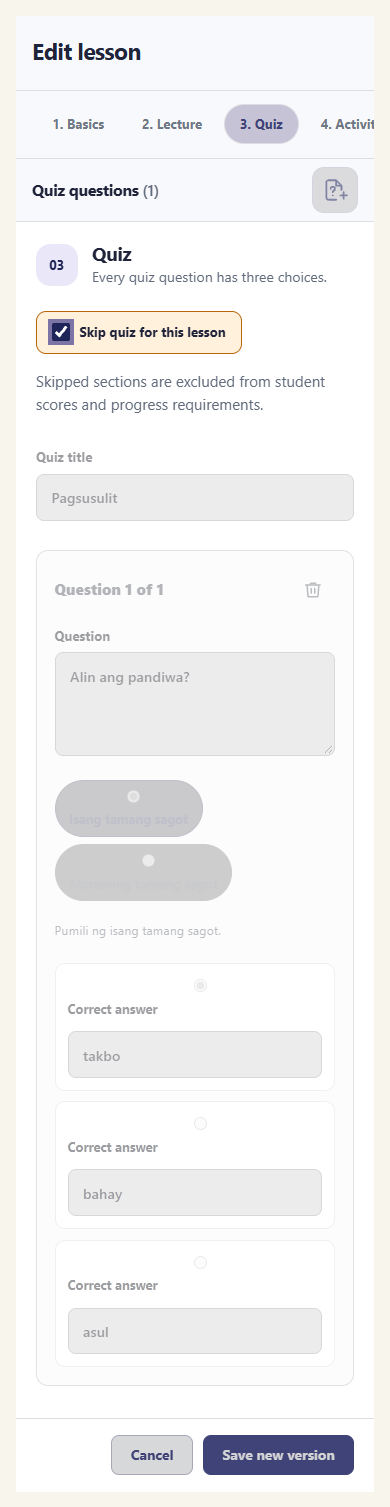 Edit lesson
1. Basics
2. Lecture
3. Quiz
4. Activit
Quiz questions (1)
03
Quiz
Every quiz question has three choices.
Skip quiz for this lesson
Skipped sections are excluded from student
scores and progress requirements.
Quiz title
Pagsusulit
Question 1 of 1
Question
Alin ang pandiwa?
Isang tamang sagot
Pumili ng isang tamang sagot.
Correct answer
takbo
Correct answer
bahay
Correct answer
asul
Cancel
Save new version